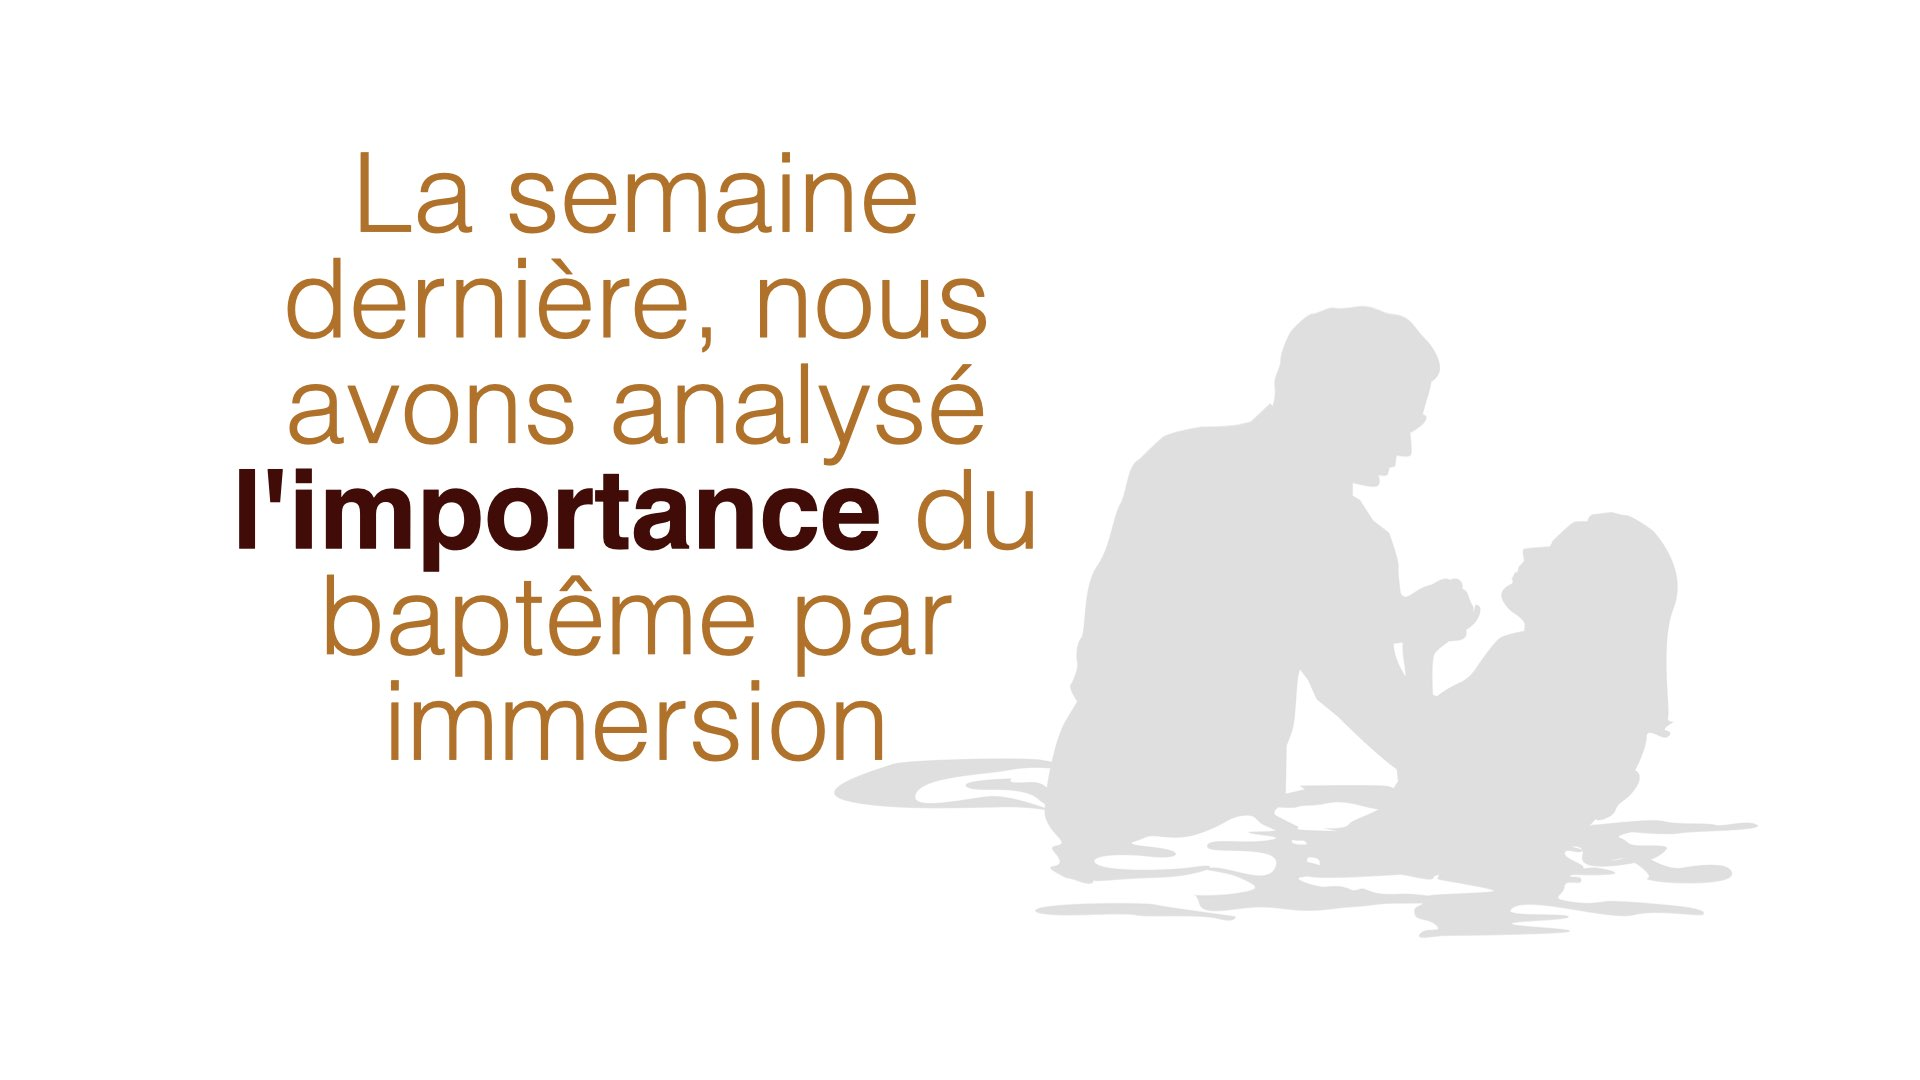 La semaine
dernière, nous
avons analysé
l'importance du
baptême par
immersion